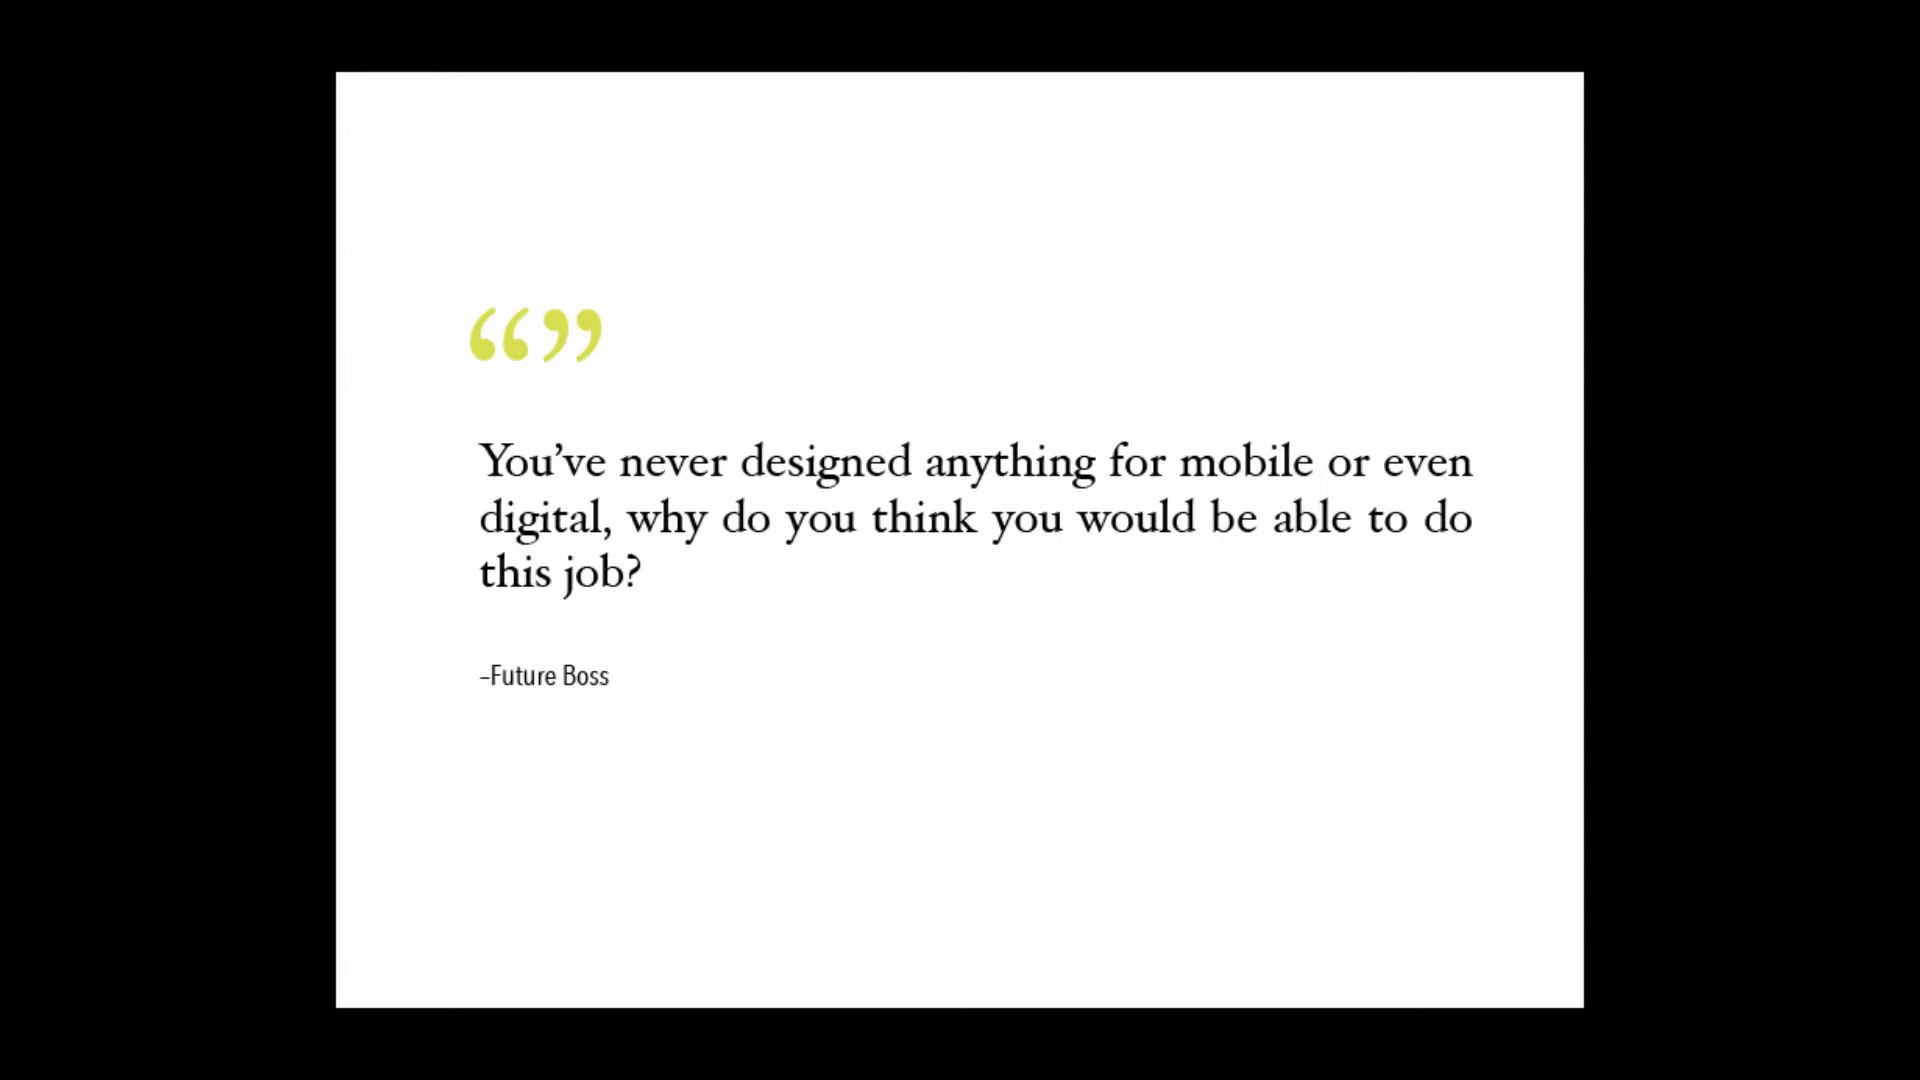 “”
You’ve never designed anything for mobile or even
digital, why do you think you would be able to do
this job?
–Future Boss